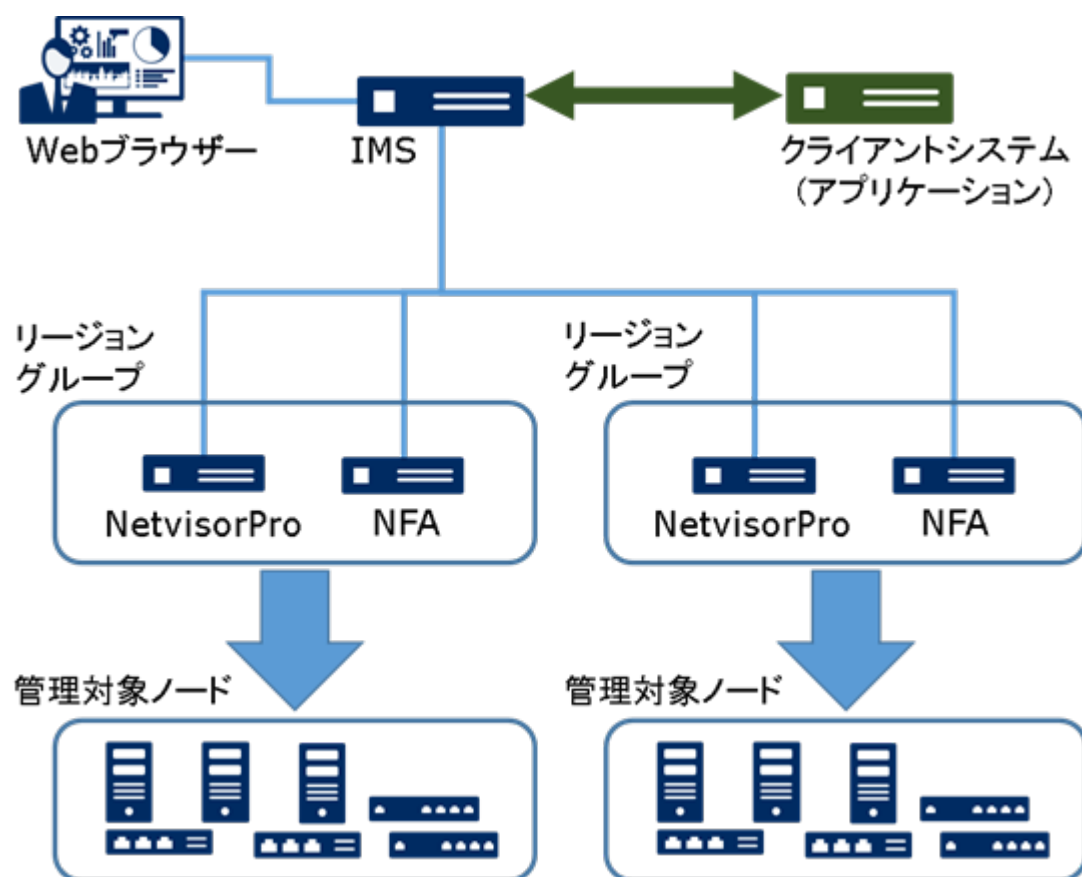 Webブラウザー
IMS
クライアントシステム
(アプリケーション)
リージョン
グループ
リージョン
グループ
NetvisorPro
NFA
NetvisorPro
NFA
管理対象ノード
管理対象ノード